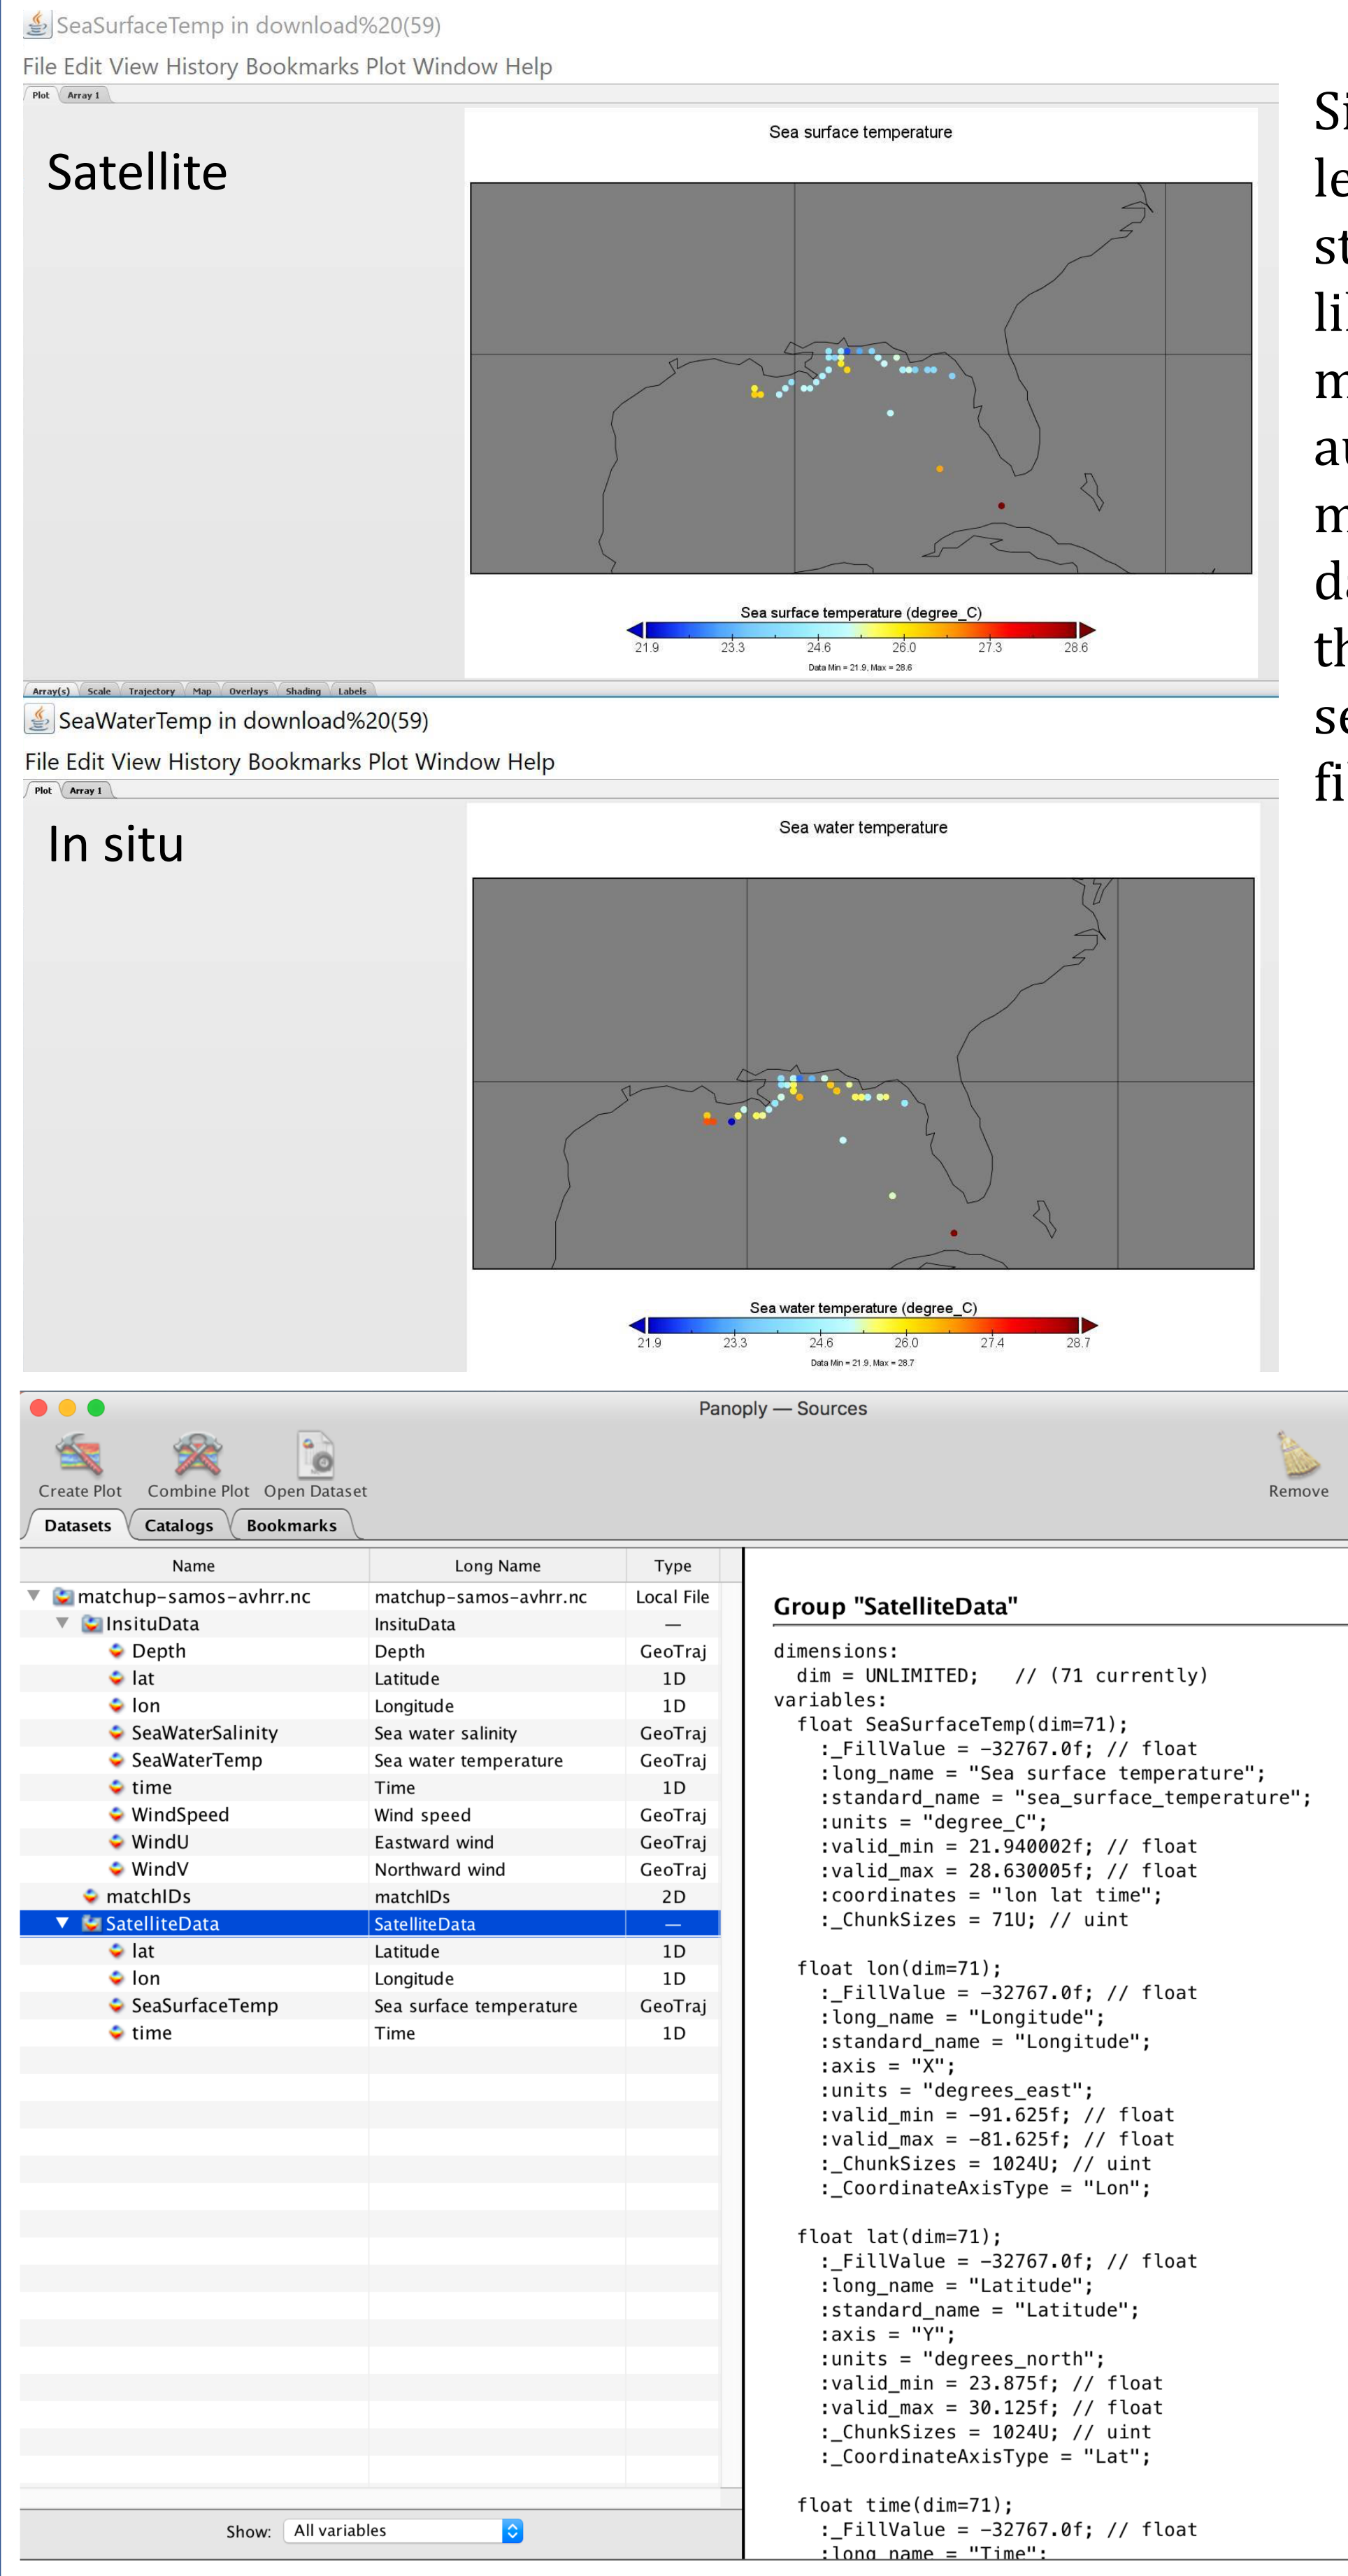 SeaSurfaceTemp in download%20(59)
File Edit View History Bookmarks Plot Window Help
Plot Array 1
Satellite
Sea surface temperature
Sea surface temperature (degree_C)
21.9 23.3 24.6 26.0 27.3 28.6
Data Min = 21.9, Max = 28.6
Array(s) Scale Trajectory Map Overlays Shading Labels
SeaWaterTemp in download%20(59)
File Edit View History Bookmarks Plot Window Help
Plot Array 1
In situ
Sea water temperature
Sea water temperature (degree_C)
21.9 23.3 24.6 26.0 27.4 28.7
Data Min = 21.9, Max = 28.7
Panoply — Sources
Create Plot Combine Plot Open Dataset Remove
Datasets Catalogs Bookmarks
Name Long Name Type
matchup-samos-avhrr.nc matchup-samos-avhrr.nc Local File
InsituData InsituData —
Depth Depth GeoTraj
lat Latitude 1D
lon Longitude 1D
SeaWaterSalinity Sea water salinity GeoTraj
SeaWaterTemp Sea water temperature GeoTraj
time Time 1D
WindSpeed Wind speed GeoTraj
WindU Eastward wind GeoTraj
WindV Northward wind GeoTraj
matchIDs matchIDs 2D
SatelliteData SatelliteData —
lat Latitude 1D
lon Longitude 1D
SeaSurfaceTemp Sea surface temperature GeoTraj
time Time 1D
Show: All variables
Group "SatelliteData"
dimensions:
dim = UNLIMITED; // (71 currently)
variables:
float SeaSurfaceTemp(dim=71);
:_FillValue = -32767.0f; // float
:long_name = "Sea surface temperature";
:standard_name = "sea_surface_temperature";
:units = "degree_C";
:valid_min = 21.940002f; // float
:valid_max = 28.630005f; // float
:coordinates = "lon lat time";
:_ChunkSizes = 71U; // uint
float lon(dim=71);
:_FillValue = -32767.0f; // float
:long_name = "Longitude";
:standard_name = "Longitude";
:axis = "X";
:units = "degrees_east";
:valid_min = -91.625f; // float
:valid_max = -81.625f; // float
:_ChunkSizes = 1024U; // uint
:_CoordinateAxisType = "Lon";
float lat(dim=71);
:_FillValue = -32767.0f; // float
:long_name = "Latitude";
:standard_name = "Latitude";
:axis = "Y";
:units = "degrees_north";
:valid_min = 23.875f; // float
:valid_max = 30.125f; // float
:_ChunkSizes = 1024U; // uint
:_CoordinateAxisType = "Lat";
float time(dim=71);
:_FillValue = -32767.0f; // float
:long_name = "Time";